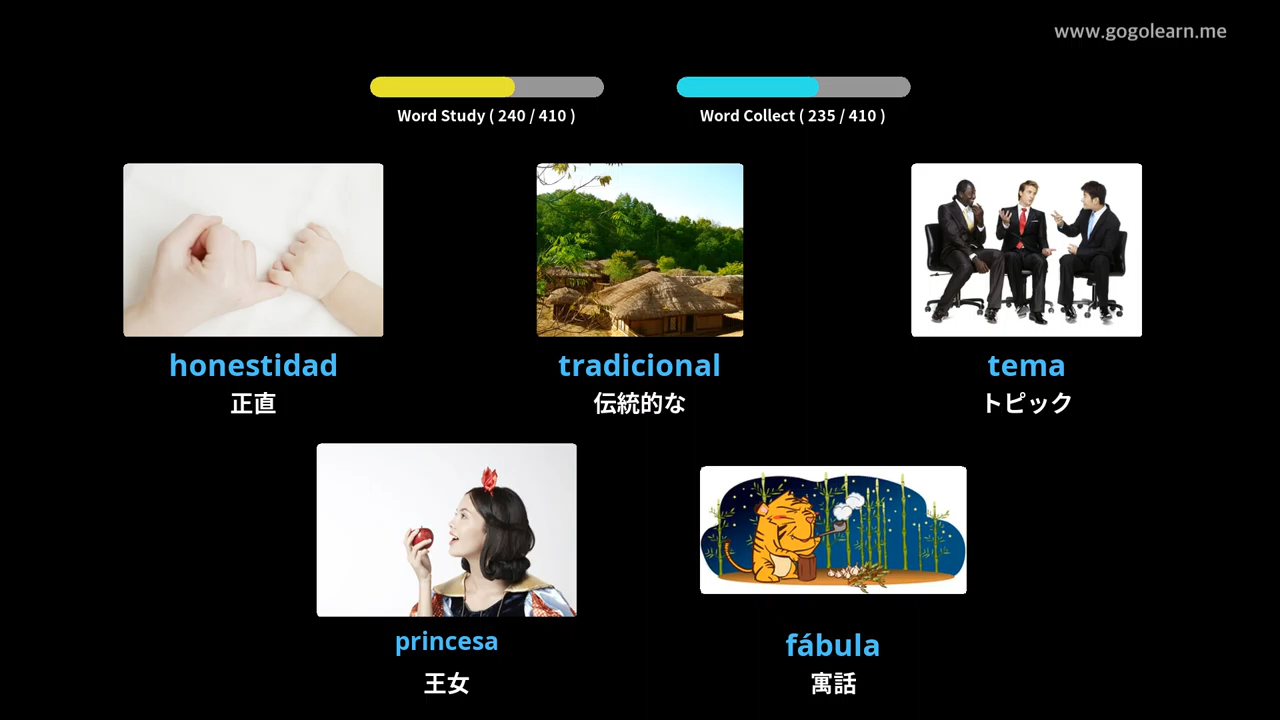 www.gogolearn.me
Word Study ( 240 / 410 )
Word Collect ( 235 / 410 )
honestidad
正直
tradicional
伝統的な
tema
トピック
princesa
王女
fábula
寓話